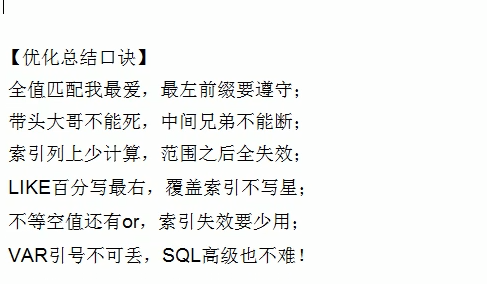 【优化总结口诀】
全值匹配我最爱，最左前缀要遵守；
带头大哥不能死，中间兄弟不能断；
索引列上少计算，范围之后全失效；
LIKE百分写最右，覆盖索引不写星；
不等空值还有or，索引失效要少用；
VAR引号不可丢，SQL高级也不难！